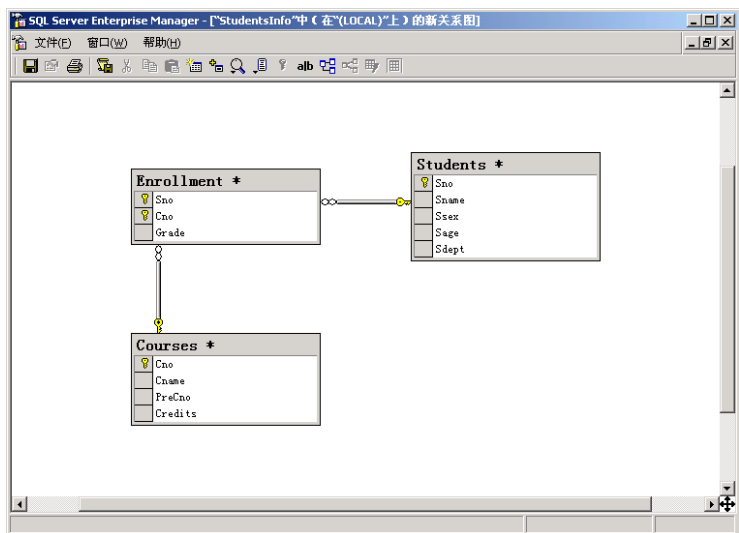 SQL Server Enterprise Manager - ["StudentsInfo"中 ( 在"(LOCAL)"上 ) 的新关系图]
文件(F) 窗口(W) 帮助(H)
ab
Students *
Sno
Sname
Ssex
Sage
Sdept
Enrollment *
Sno
Cno
Grade
Courses *
Cno
Cname
PreCno
Credits